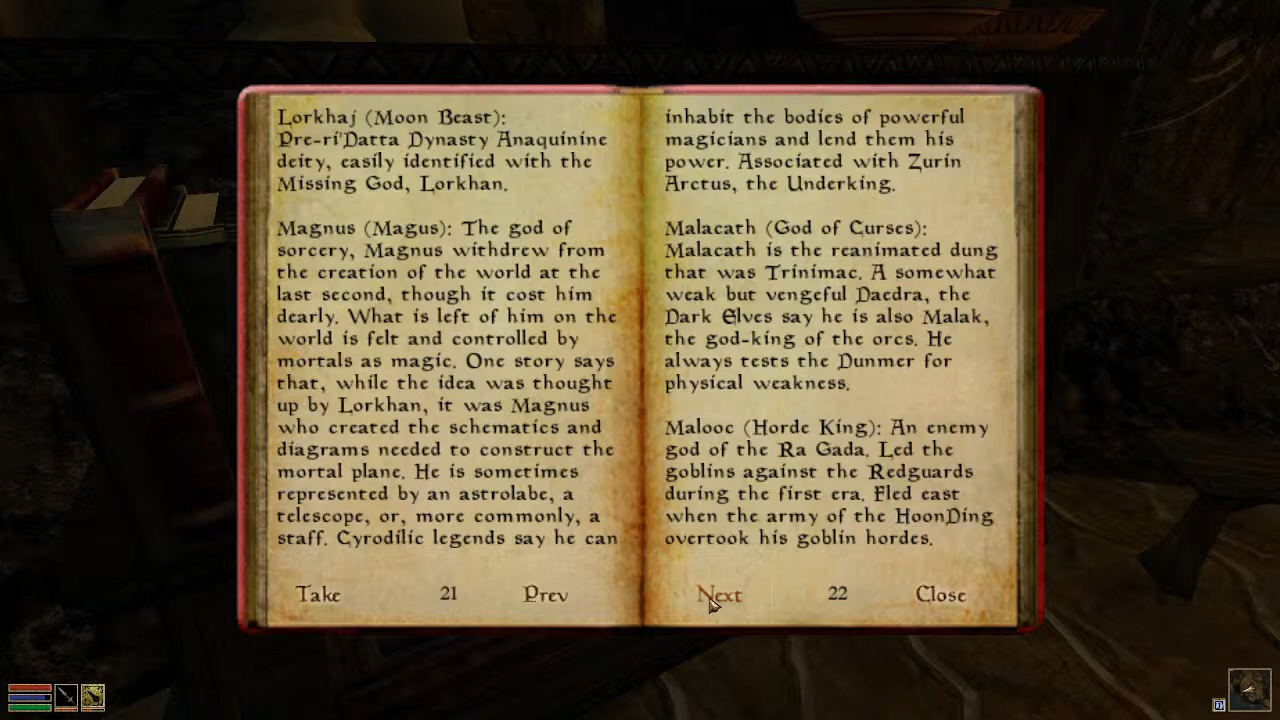 Lorkhaj (Moon Beast):
Pre-ri'Datta Dynasty Anaquinine
deity, easily identified with the
Missing God, Lorkhan.
Magnus (Magus): The god of
sorcery, Magnus withdrew from
the creation of the world at the
last second, though it cost him
dearly. What is left of him on the
world is felt and controlled by
mortals as magic. One story says
that, while the idea was thought
up by Lorkhan, it was Magnus
who created the schematics and
diagrams needed to construct the
mortal plane. He is sometimes
represented by an astrolabe, a
telescope, or, more commonly, a
staff. Cyrodilic legends say he can
inhabit the bodies of powerful
magicians and lend them his
power. Associated with Zurin
Arctus, the Underking.
Malacath (God of Curses):
Malacath is the reanimated dung
that was Trinimac. A somewhat
weak but vengeful Daedra, the
Dark Elves say he is also Malak,
the god-king of the orcs. He
always tests the Dunmer for
physical weakness.
Malooc (Horde King): An enemy
god of the Ra Gada. Led the
goblins against the Redguards
during the first era. Fled east
when the army of the HoonDing
overtook his goblin hordes.
Take 21 Prev Next 22 Close